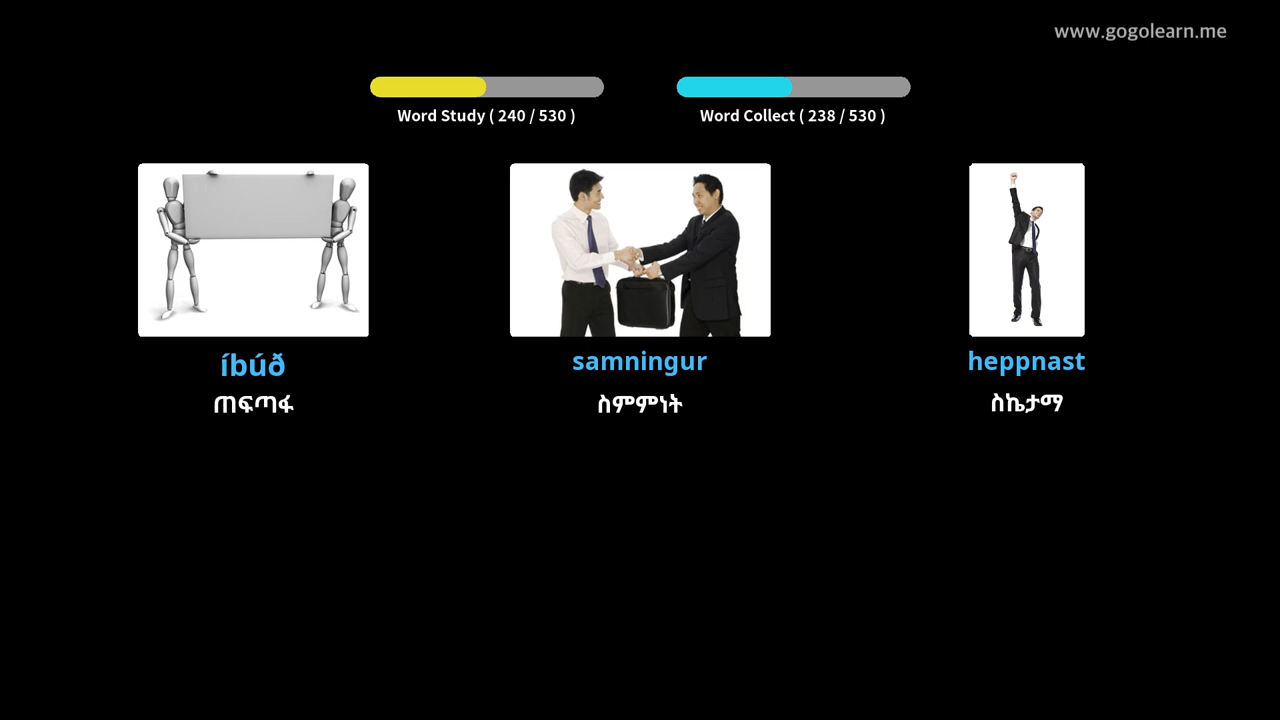 www.gogolearn.me
Word Study ( 240 / 530 )
Word Collect ( 238 / 530 )
íbúð
samningur
heppnast
ጠፍጣፋ
ስምምነት
ስኬታማ